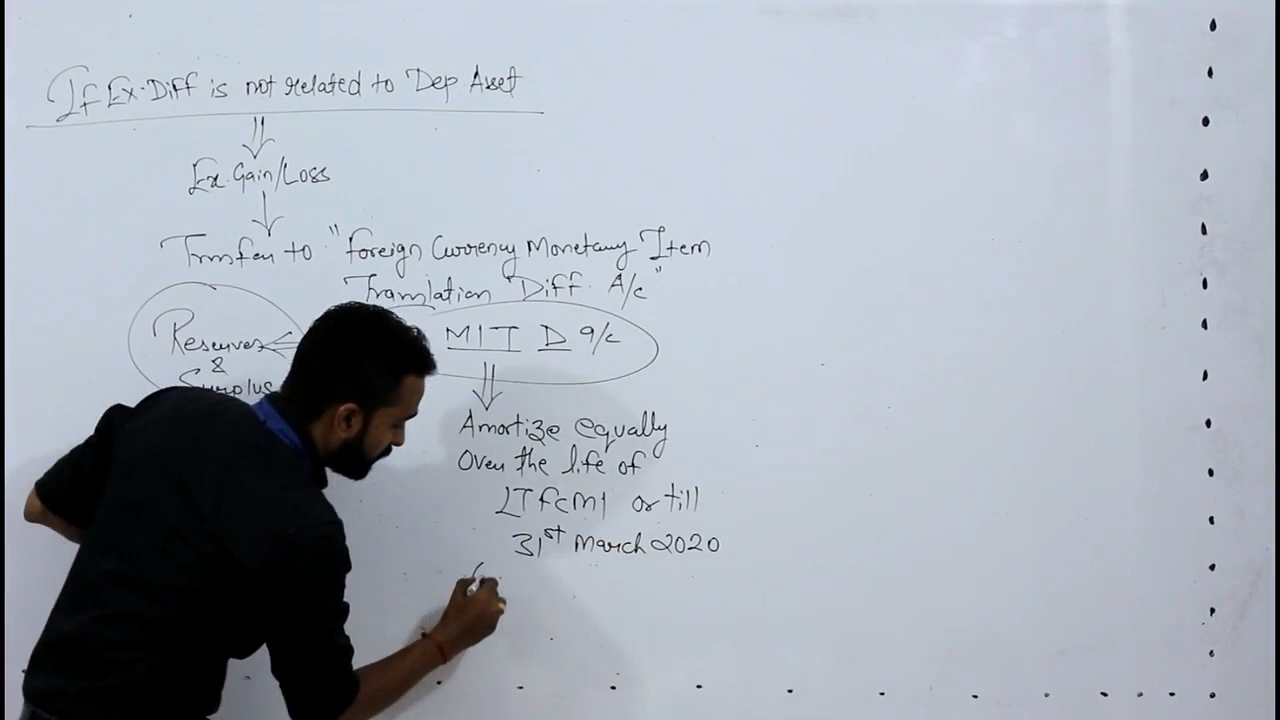 If Ex. Diff is not related to Dep Asset
Ex. Gain/Loss
Transfer to "Foreign Currency Monetary Item
Translation Diff. A/c"
Reserves
&
Surplus
MIT D a/c
Amortize equally
Over the life of
LTFCMI or till
31st March 2020